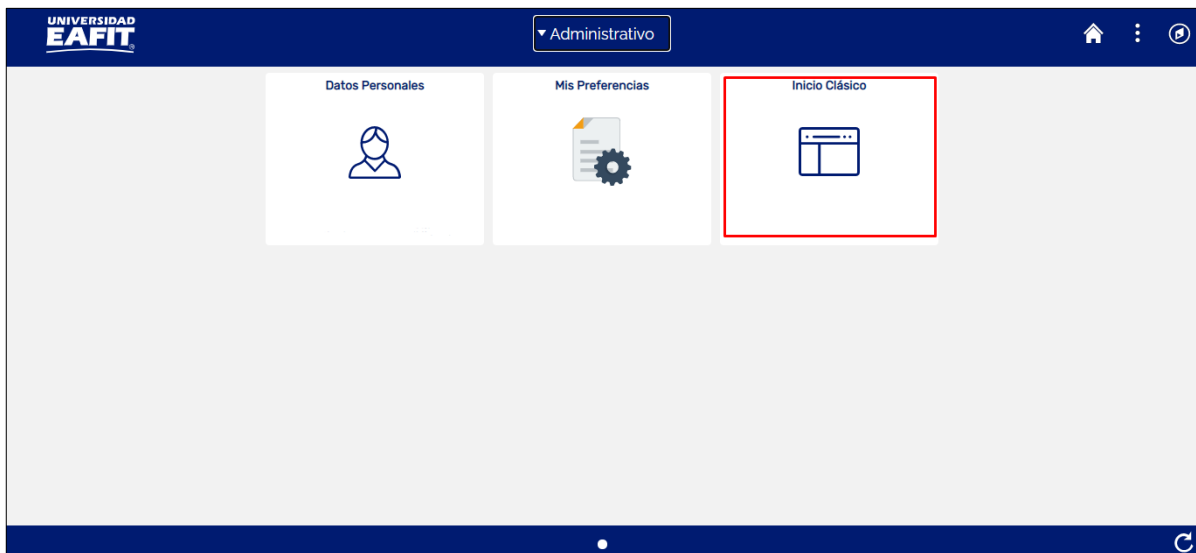 UNIVERSIDAD
EAFIT
Administrativo
Datos Personales
Mis Preferencias
Inicio Clásico